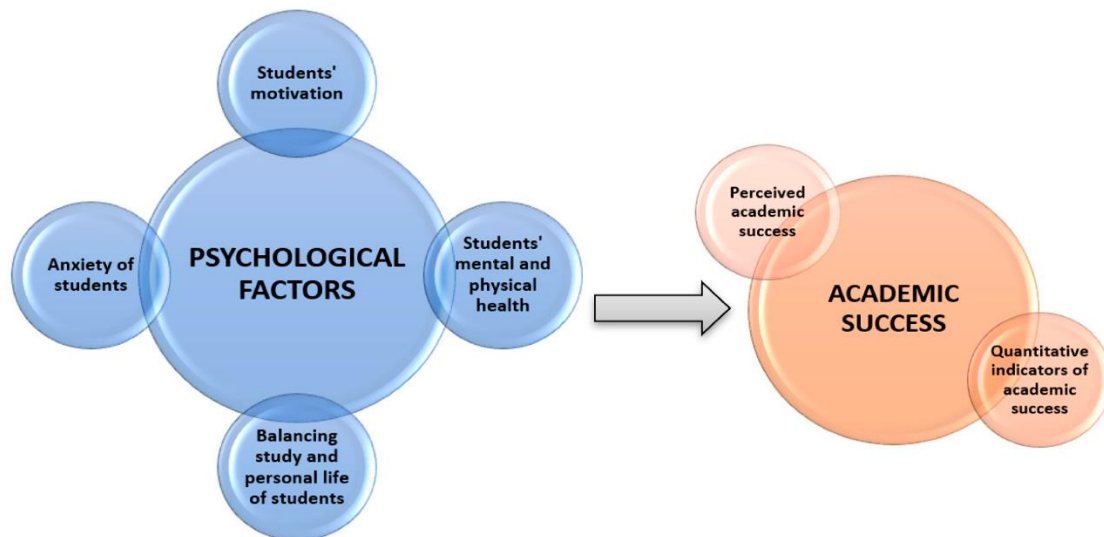 Students'
motivation
Anxiety of
students
PSYCHOLOGICAL
FACTORS
Students'
mental and
physical
health
Balancing
study and
personal life
of students
Perceived
academic
success
ACADEMIC
SUCCESS
Quantitative
indicators of
academic
success